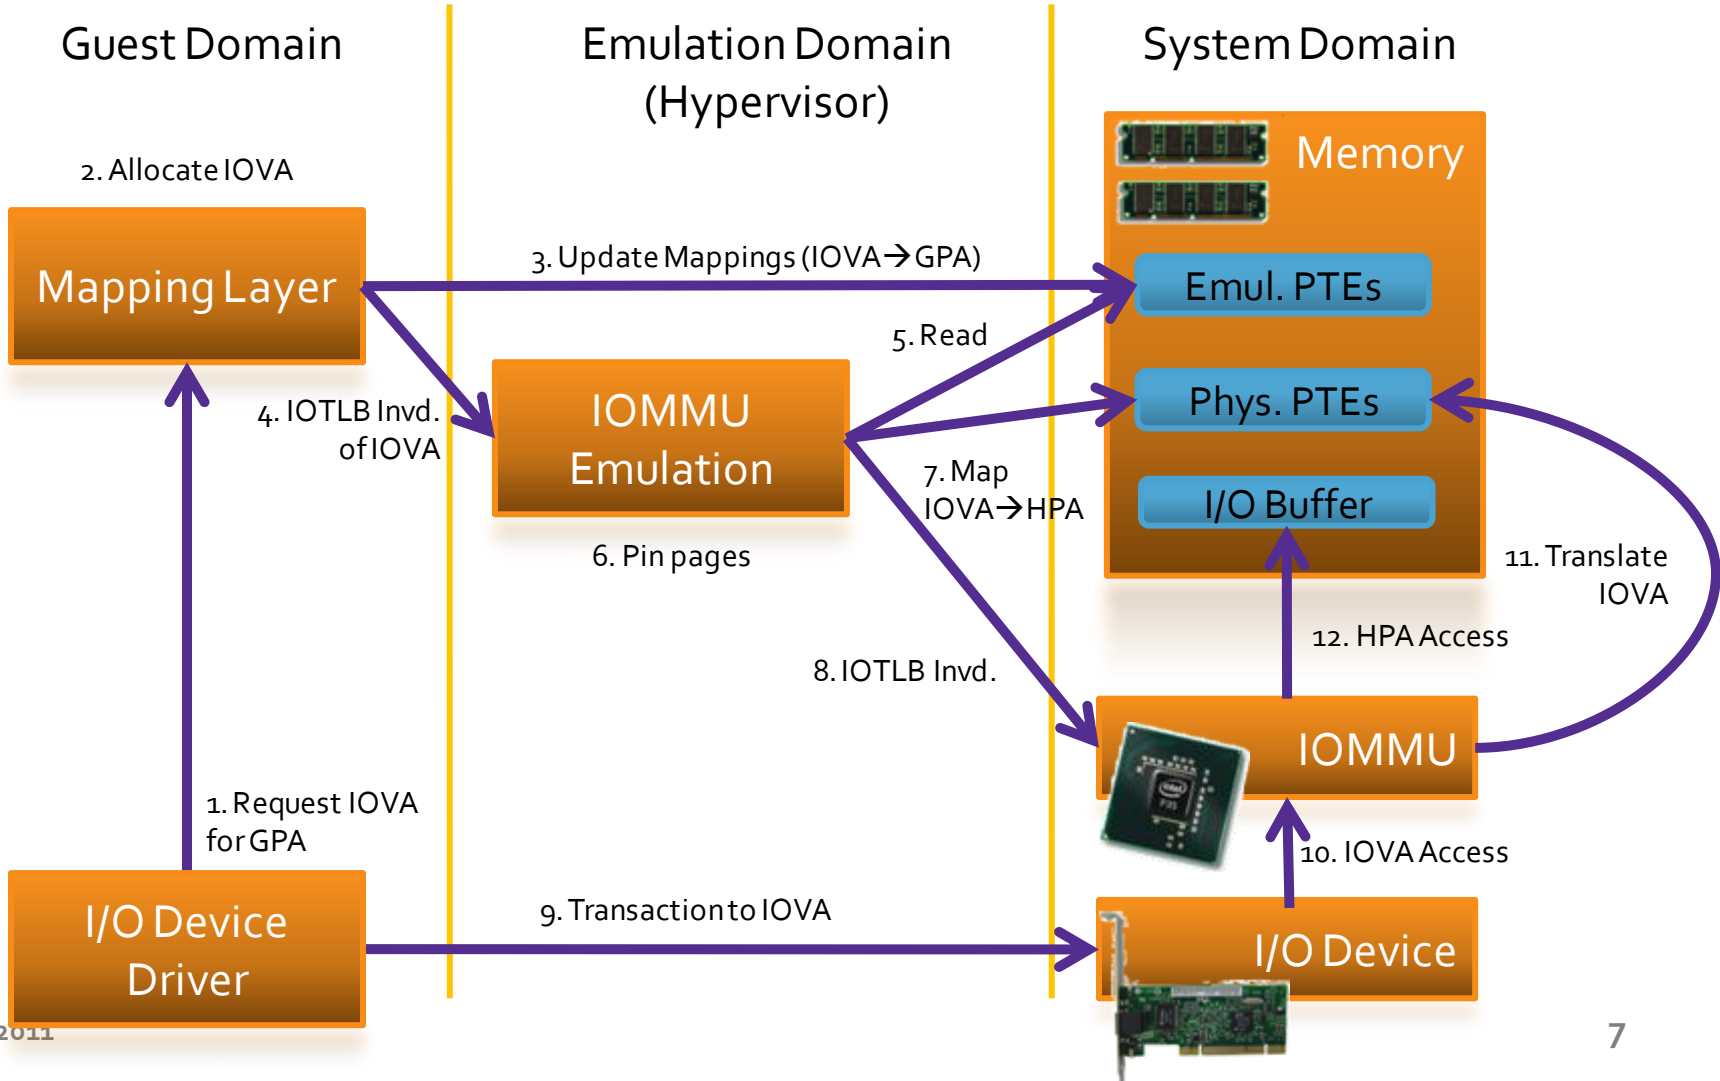 Guest Domain
Emulation Domain
(Hypervisor)
System Domain
2. Allocate IOVA
Memory
Mapping Layer
3. Update Mappings (IOVA→GPA)
Emul. PTEs
5. Read
4. IOTLB Invd.
of IOVA
IOMMU
Emulation
Phys. PTEs
7. Map
IOVA→HPA
I/O Buffer
6. Pin pages
11. Translate
IOVA
12. HPA Access
8. IOTLB Invd.
IOMMU
intel
P35
1. Request IOVA
for GPA
10. IOVA Access
I/O Device
Driver
9. Transaction to IOVA
I/O Device
2011
7